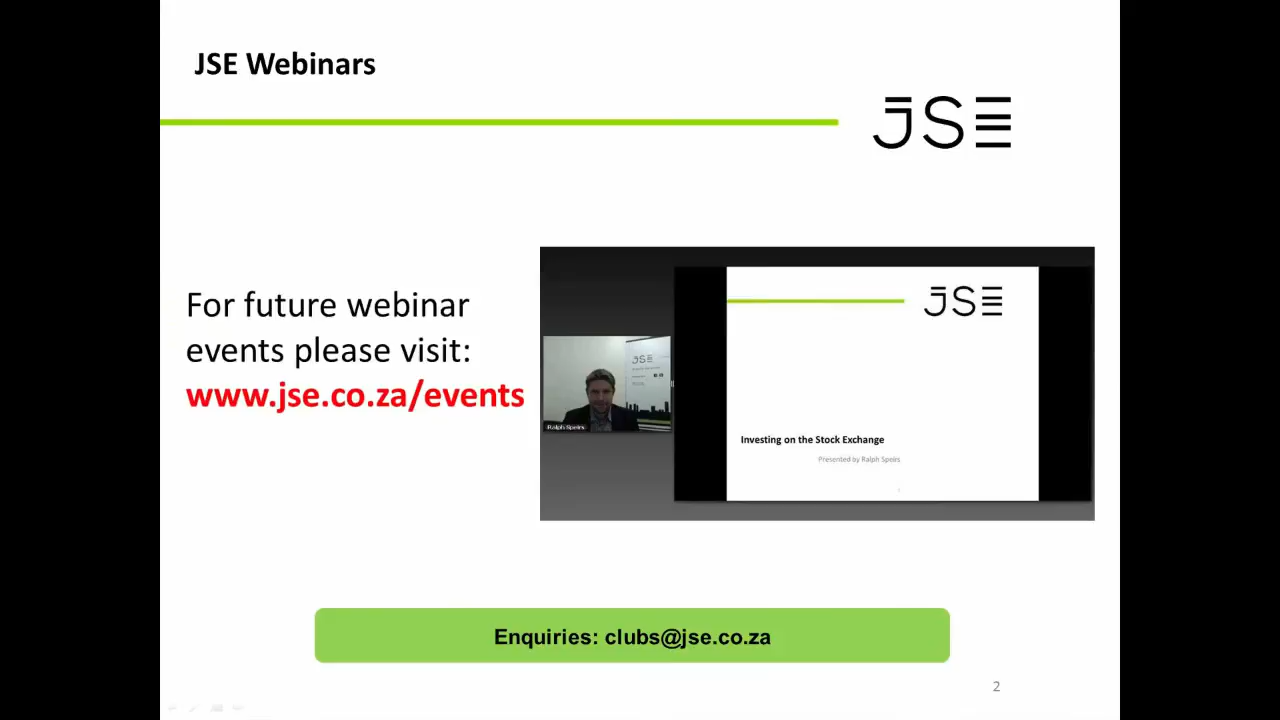 JSE Webinars
JSE
For future webinar
events please visit:
www.jse.co.za/events
JSE
JSE
Ralph Speirs
Investing on the Stock Exchange
Presented by Ralph Speirs
Enquiries: clubs@jse.co.za
2